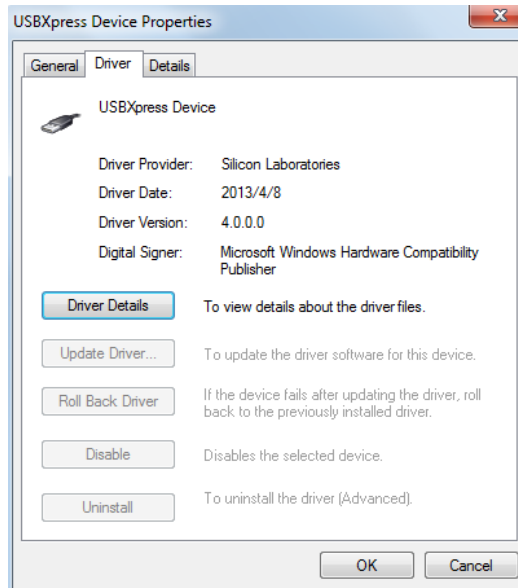 USBXpress Device Properties
General Driver Details
USBXpress Device
Driver Provider: Silicon Laboratories
Driver Date: 2013/4/8
Driver Version: 4.0.0.0
Digital Signer: Microsoft Windows Hardware Compatibility
Publisher
Driver Details To view details about the driver files.
Update Driver... To update the driver software for this device.
Roll Back Driver If the device fails after updating the driver, roll
back to the previously installed driver.
Disable Disables the selected device.
Uninstall To uninstall the driver (Advanced).
OK Cancel